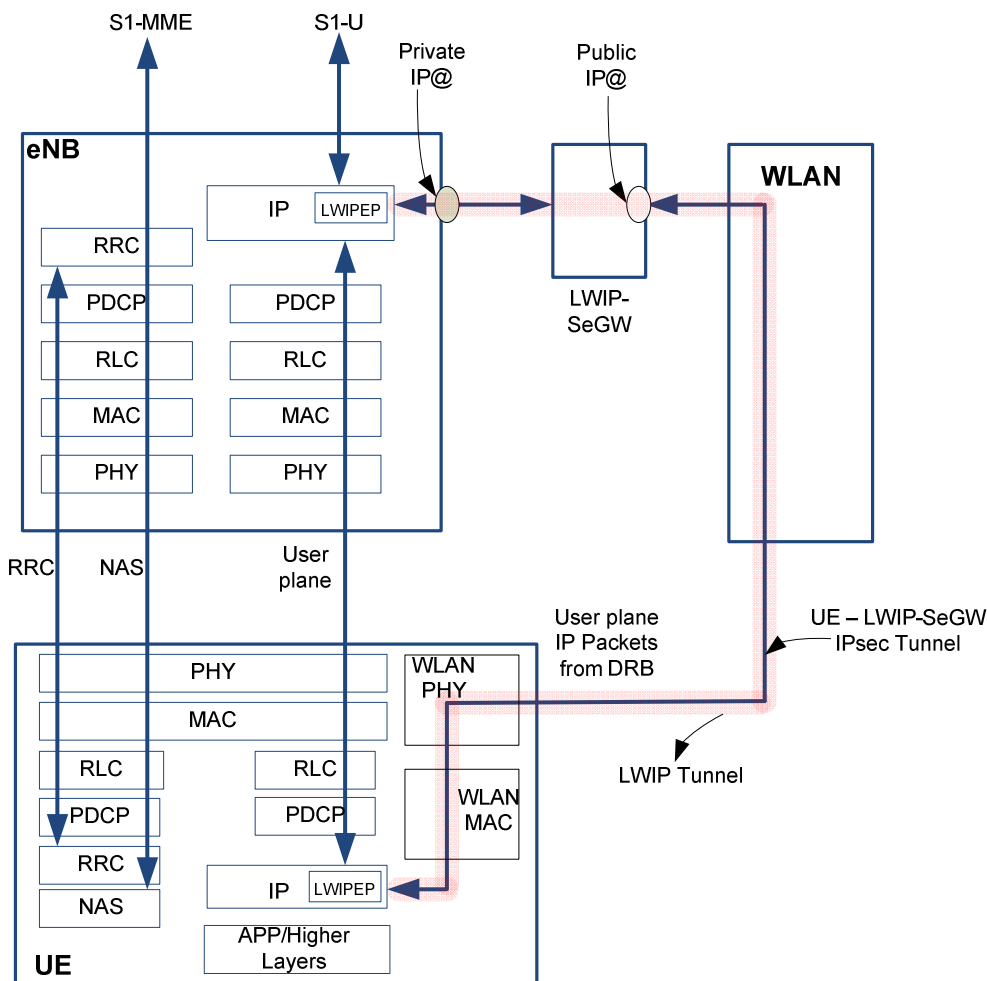 S1-MME
S1-U
Private
IP@
Public
IP@
eNB
WLAN
IP
LWIPEP
RRC
PDCP
PDCP
LWIP-
SeGW
RLC
RLC
MAC
MAC
PHY
PHY
RRC
NAS
User
plane
User plane
IP Packets
from DRB
UE – LWIP-SeGW
IPsec Tunnel
PHY
WLAN
PHY
MAC
RLC
RLC
LWIP Tunnel
PDCP
PDCP
WLAN
MAC
RRC
IP
LWIPEP
NAS
APP/Higher
Layers
UE